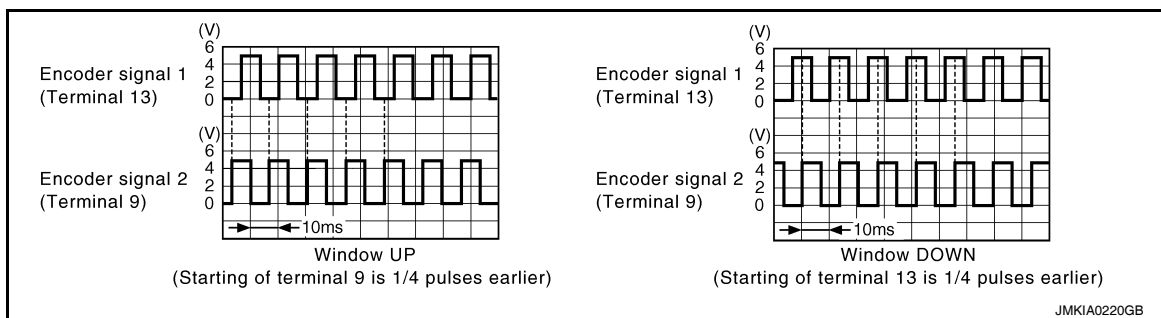 (V)
6
4
2
0
Encoder signal 1
(Terminal 13)
(V)
6
4
2
0
Encoder signal 2
(Terminal 9)
10ms
Window UP
(Starting of terminal 9 is 1/4 pulses earlier)
(V)
6
4
2
0
Encoder signal 1
(Terminal 13)
(V)
6
4
2
0
Encoder signal 2
(Terminal 9)
10ms
Window DOWN
(Starting of terminal 13 is 1/4 pulses earlier)
JMKIA0220GB